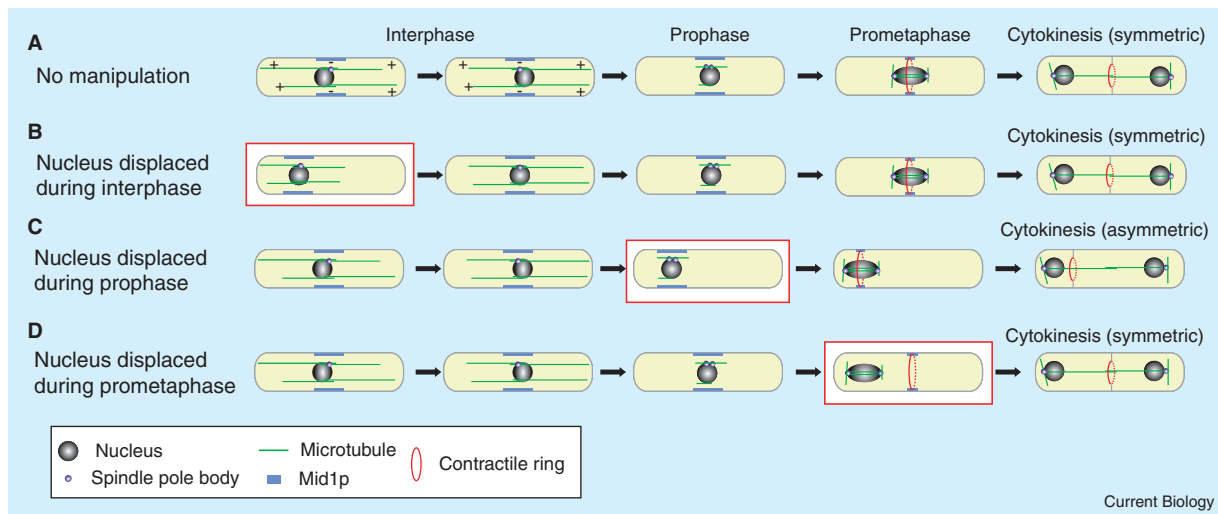 A
No manipulation
Interphase
Prophase
Prometaphase
Cytokinesis (symmetric)
+ - + + - +
+ - + + - +
B
Nucleus displaced
during interphase
Cytokinesis (symmetric)
C
Nucleus displaced
during prophase
Cytokinesis (asymmetric)
D
Nucleus displaced
during prometaphase
Cytokinesis (symmetric)
Nucleus
Microtubule
Contractile ring
Spindle pole body
Mid1p
Current Biology